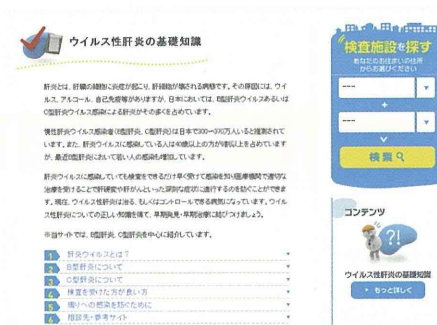 ウイルス性肝炎の基礎知識
肝炎とは、肝臓の細胞に炎症が起こり、肝細胞が壊される病態です。その原因には、ウイ
ルス、アルコール、自己免疫等がありますが、日本においては、B型肝炎ウイルスあるいは
C型肝炎ウイルス感染による肝炎がその多くを占めています。
慢性肝炎ウイルス感染者(B型肝炎、C型肝炎)は日本で300〜370万人いると推測されて
います。また、肝炎ウイルスに感染している人は40歳以上の方が8割以上を占めています
が、最近B型肝炎において若い人の感染も増加しています。
肝炎ウイルスに感染していても検査をできるだけ早く受けて感染を知り医療機関で適切な
治療を受けることで肝硬変や肝がんといった深刻な症状に進行するのを防ぐことができま
す。現在、ウイルス性肝炎は、治る、もしくはコントロールできる病気になっています。ウイル
ス性肝炎についての正しい知識を得て、早期発見・早期治療に結びつけましょう。
※当サイトでは、B型肝炎、C型肝炎を中心に紹介しています。
1 肝炎ウイルスとは?
2 B型肝炎について
3 C型肝炎について
4 検査を受けた方が良い方
5 周りへの感染を防ぐために
6 相談先・参考サイト
検査施設を探す
あなたのお住まいの住所
からお選びください
----
+
----
検索
コンテンツ
?!
ウイルス性肝炎の基礎知識
もっと詳しく